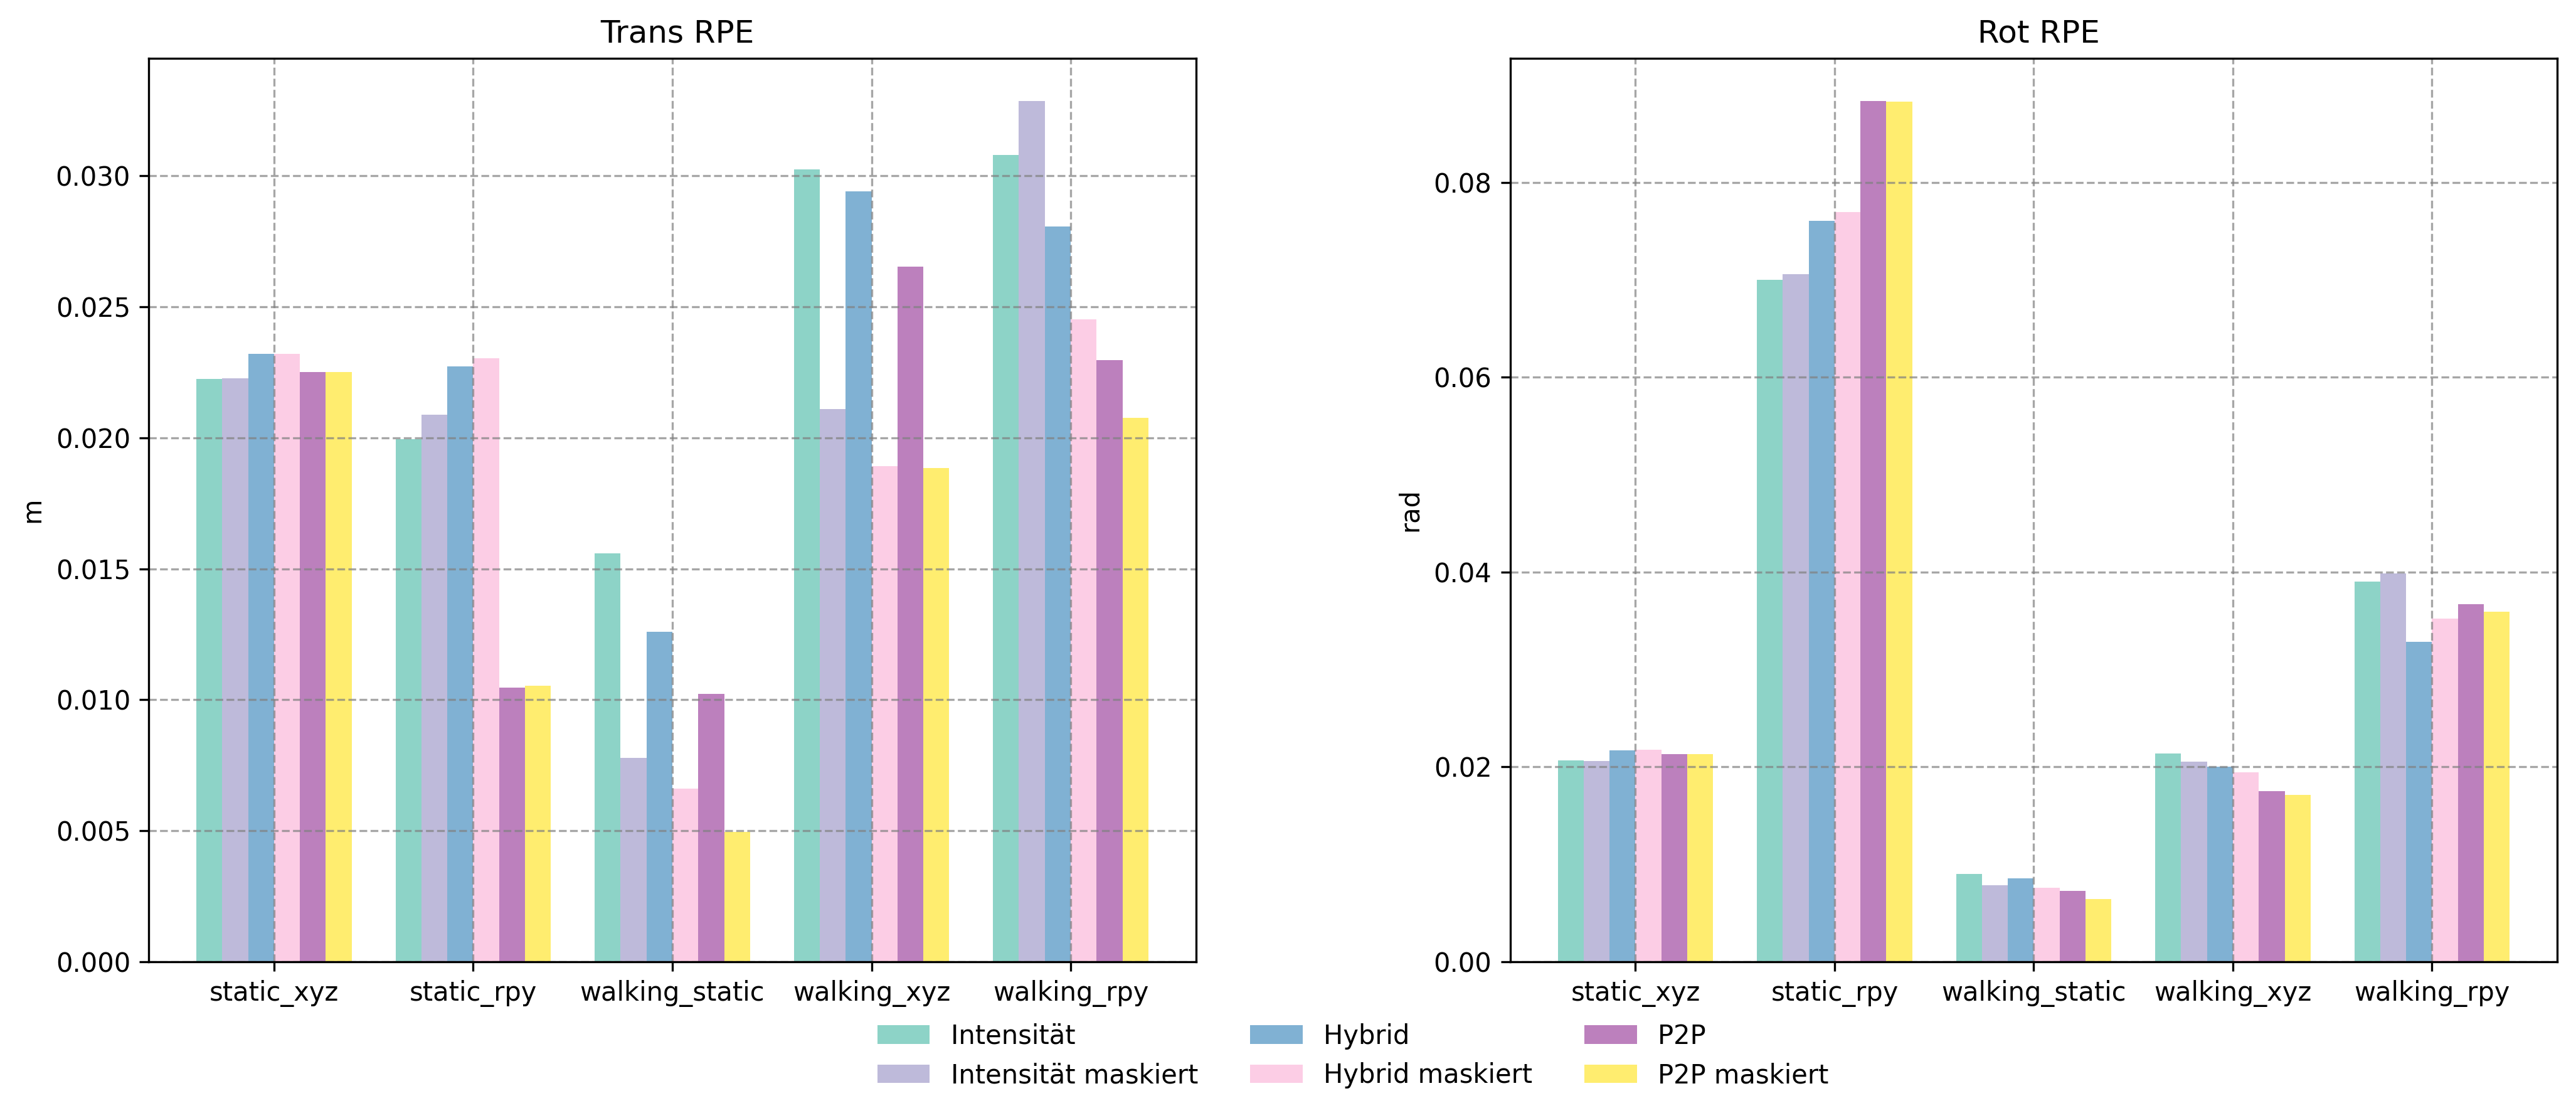 Trans RPE
0.030
0.025
0.020
0.015
0.010
0.005
0.000
m
static_xyz static_rpy walking_static walking_xyz walking_rpy
Rot RPE
0.08
0.06
0.04
0.02
0.00
rad
static_xyz static_rpy walking_static walking_xyz walking_rpy
Intensität Hybrid P2P
Intensität maskiert Hybrid maskiert P2P maskiert